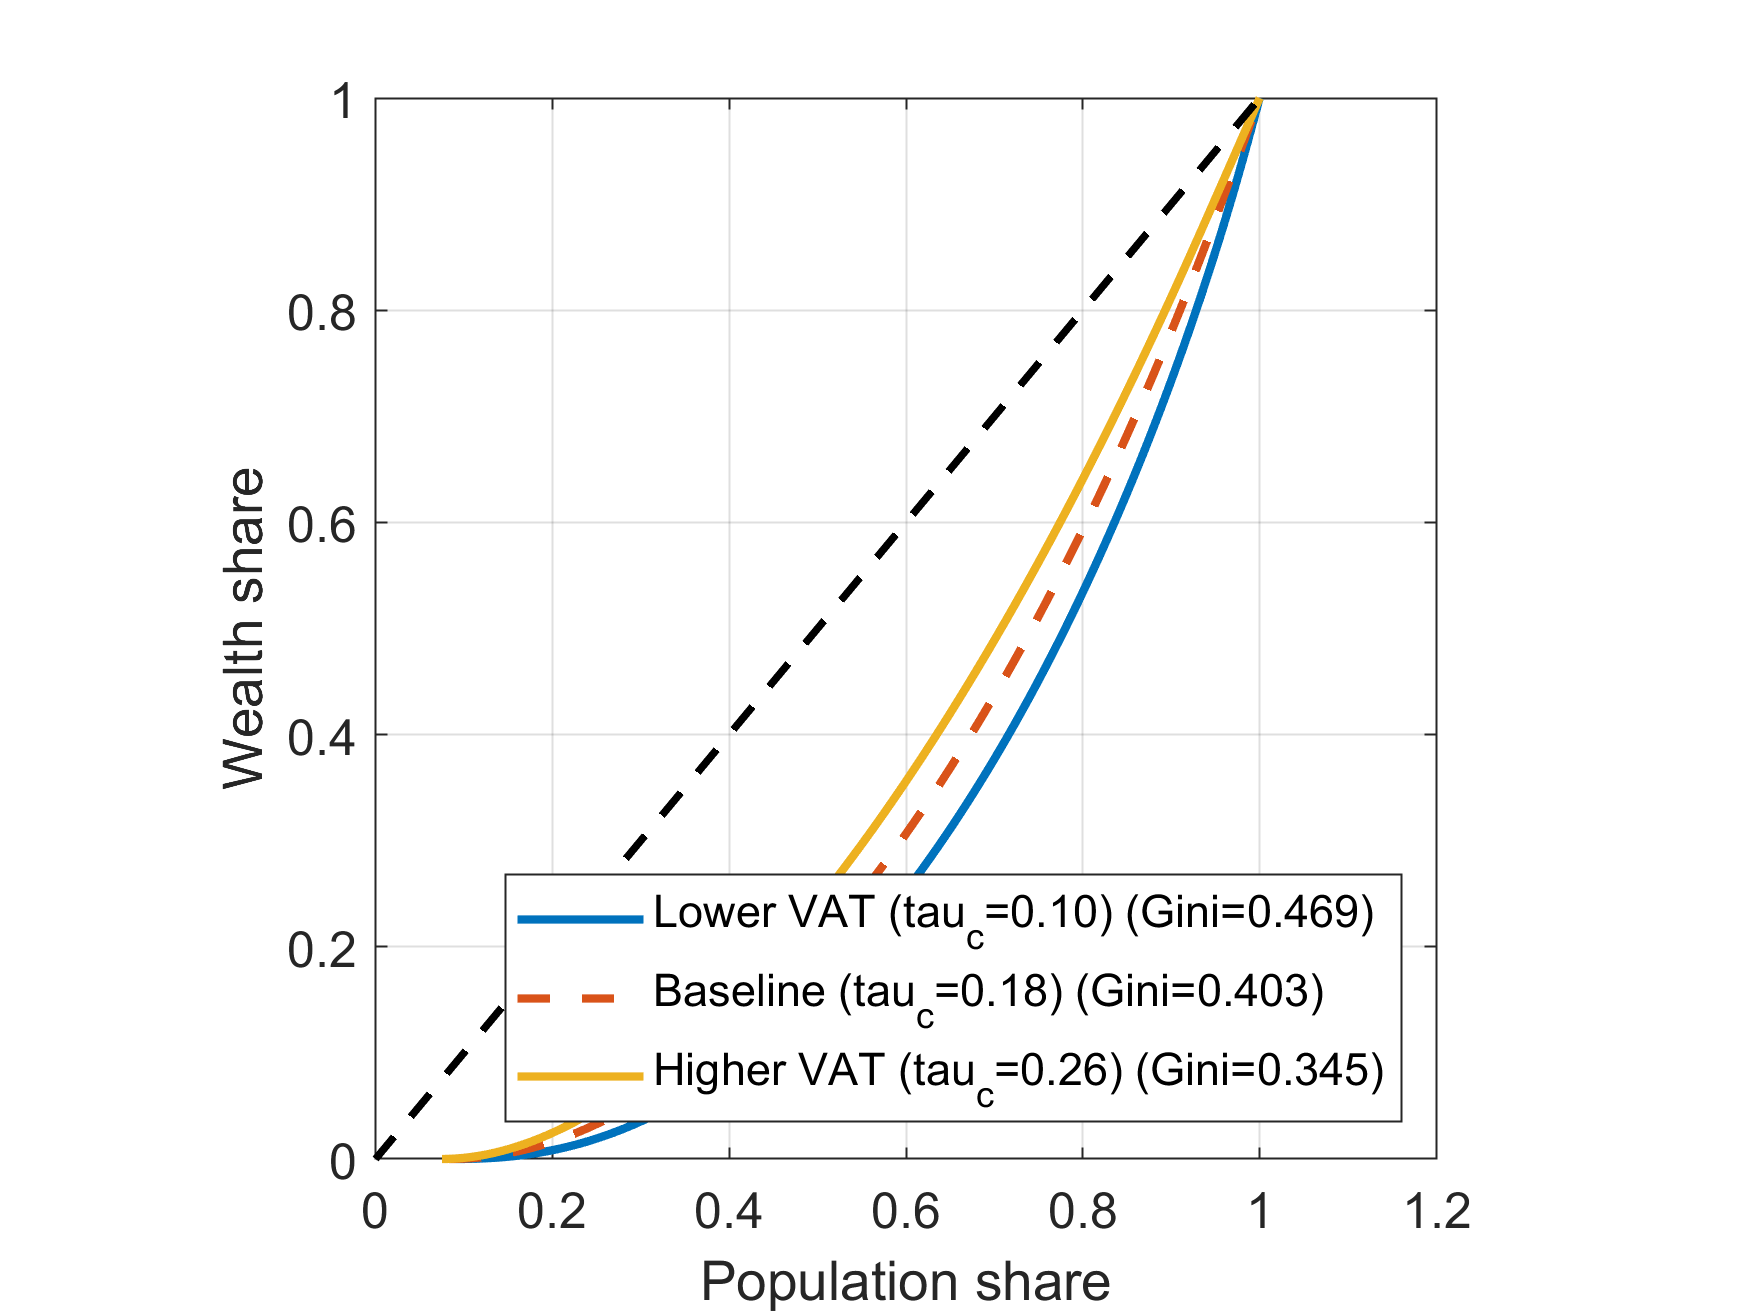 1
0.8
0.6
0.4
0.2
0
Wealth share
Lower VAT (tau_c=0.10) (Gini=0.469)
Baseline (tau_c=0.18) (Gini=0.403)
Higher VAT (tau_c=0.26) (Gini=0.345)
0 0.2 0.4 0.6 0.8 1 1.2
Population share